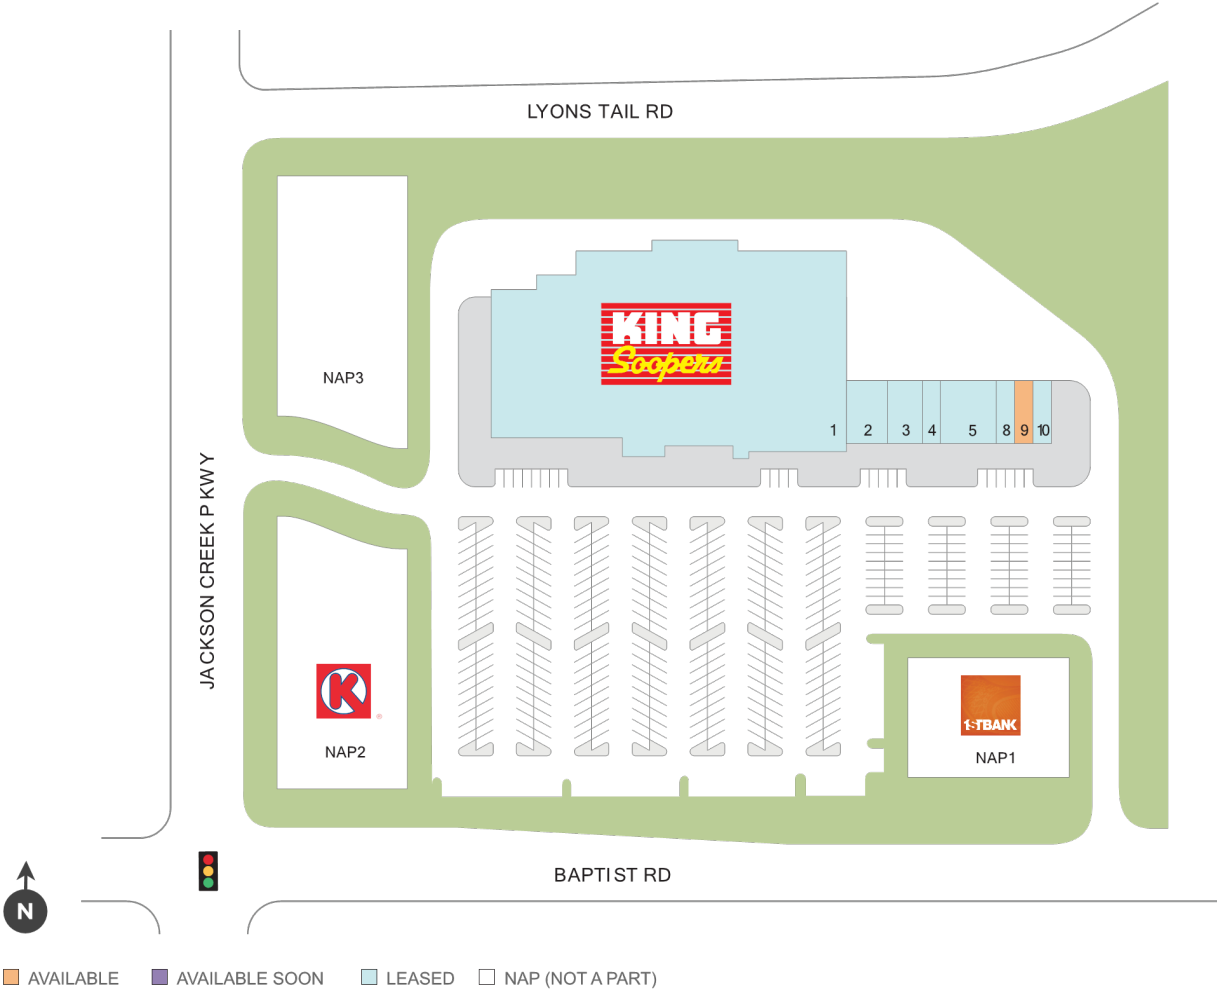 LYONS TAIL RD
KING
Soopers
NAP3
1 2 3 4 5 8 9 10
JACKSON CREEK PKWY
K
®
NAP2
1STBANK
NAP1
BAPTIST RD
N
AVAILABLE AVAILABLE SOON LEASED NAP (NOT A PART)